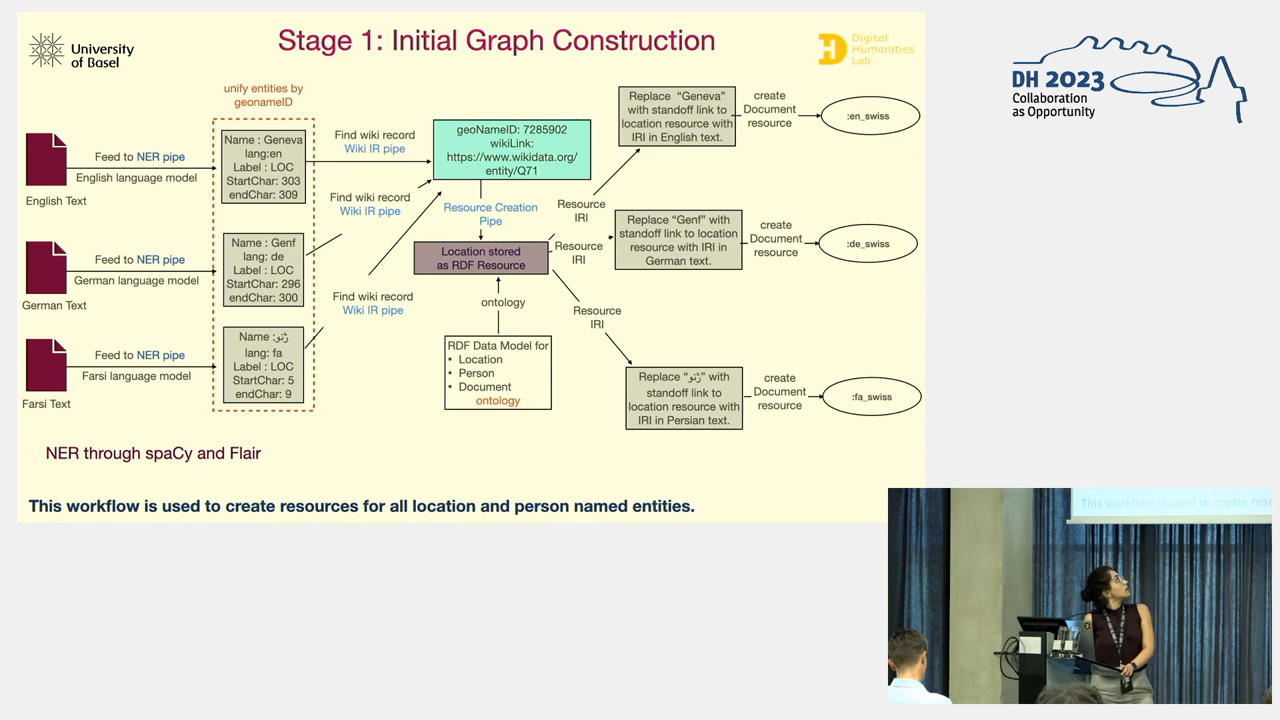 Stage 1: Initial Graph Construction
University
of Basel
Digital
Humanities
Lab
DH 2023
Collaboration
as Opportunity
unify entities by
geonameID
English Text
Feed to NER pipe
English language model
Name : Geneva
lang:en
Label : LOC
StartChar: 303
endChar: 309
Find wiki record
Wiki IR pipe
geoNameID: 7285902
wikiLink:
https://www.wikidata.org/
entity/Q71
Replace “Geneva”
with standoff link to
location resource with
IRI in English text.
create
Document
resource
:en_swiss
German Text
Feed to NER pipe
German language model
Name : Genf
lang: de
Label : LOC
StartChar: 296
endChar: 300
Find wiki record
Wiki IR pipe
Resource Creation
Pipe
Location stored
as RDF Resource
Resource
IRI
Resource
IRI
Replace “Genf” with
standoff link to location
resource with IRI in
German text.
create
Document
resource
:de_swiss
Farsi Text
Feed to NER pipe
Farsi language model
Name :ژنو
lang: fa
Label : LOC
StartChar: 5
endChar: 9
Find wiki record
Wiki IR pipe
ontology
RDF Data Model for
• Location
• Person
• Document
ontology
Resource
IRI
Replace “ژنو” with
standoff link to
location resource with
IRI in Persian text.
create
Document
resource
:fa_swiss
NER through spaCy and Flair
This workflow is used to create resources for all location and person named entities.
This workflow is used to create reso